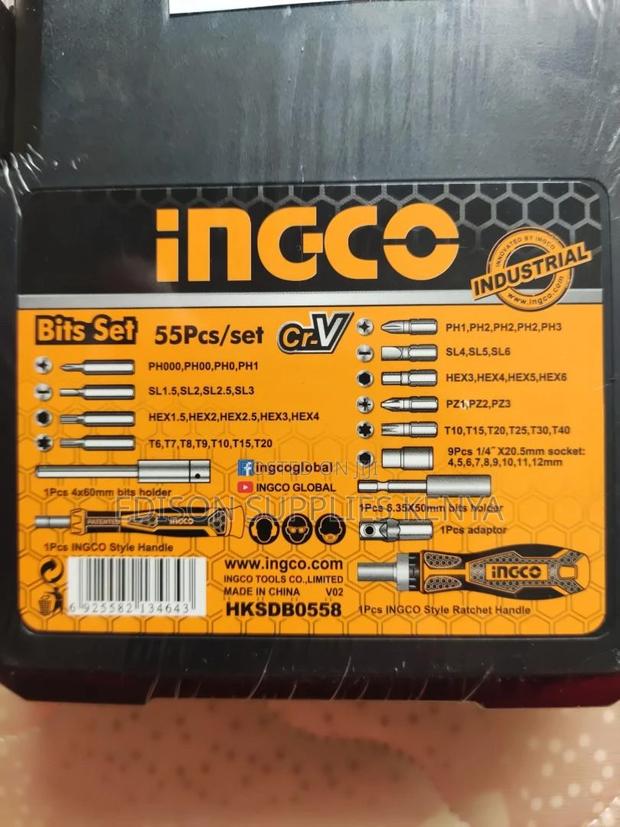 INGCO
INNOVATED BY INGCO
INDUSTRIAL
www.ingco.com
Bits Set 55Pcs/set Cr-V
PH000,PH00,PH0,PH1
SL1.5,SL2,SL2.5,SL3
HEX1.5,HEX2,HEX2.5,HEX3,HEX4
T6,T7,T8,T9,T10,T15,T20
1Pcs 4x60mm bits holder
PATENTED
INGCO
1Pcs INGCO Style Handle
PH1,PH2,PH2,PH2,PH3
SL4,SL5,SL6
HEX3,HEX4,HEX5,HEX6
PZ1,PZ2,PZ3
T10,T15,T20,T25,T30,T40
9Pcs 1/4"X20.5mm socket:
4,5,6,7,8,9,10,11,12mm
1Pcs 6.35X50mm bits holder
1Pcs adaptor
INGCO
1Pcs INGCO Style Ratchet Handle
ingcoglobal
INGCO GLOBAL
EDISON SUPPLIES KENYA
www.ingco.com
INGCO TOOLS CO.,LIMITED
MADE IN CHINA V02
HKSDB0558
6 925582 134643